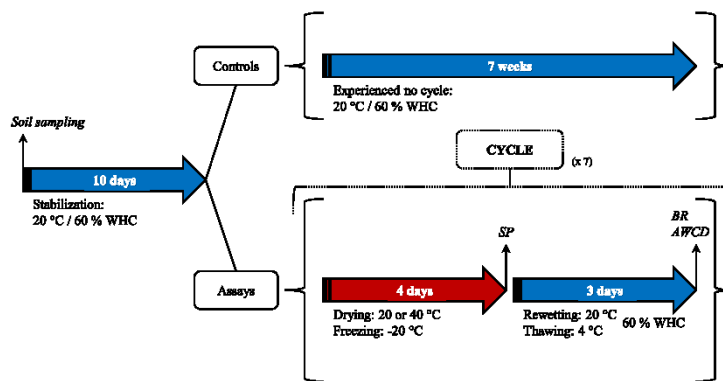 Controls
7 weeks
Experienced no cycle:
20 °C / 60 % WHC
Soil sampling
10 days
Stabilization:
20 °C / 60 % WHC
CYCLE
(x 7)
Assays
SP
BR
AWCD
4 days
3 days
Drying: 20 or 40 °C
Freezing: -20 °C
Rewetting: 20 °C
Thawing: 4 °C
60 % WHC